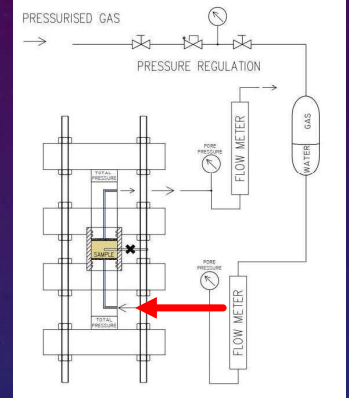 PRESSURISED GAS
PRESSURE REGULATION
GAS
WATER
FLOW METER
PORE
PRESSURE
TOTAL
PRESSURE
SAMPLE
PORE
PRESSURE
FLOW METER
TOTAL
PRESSURE